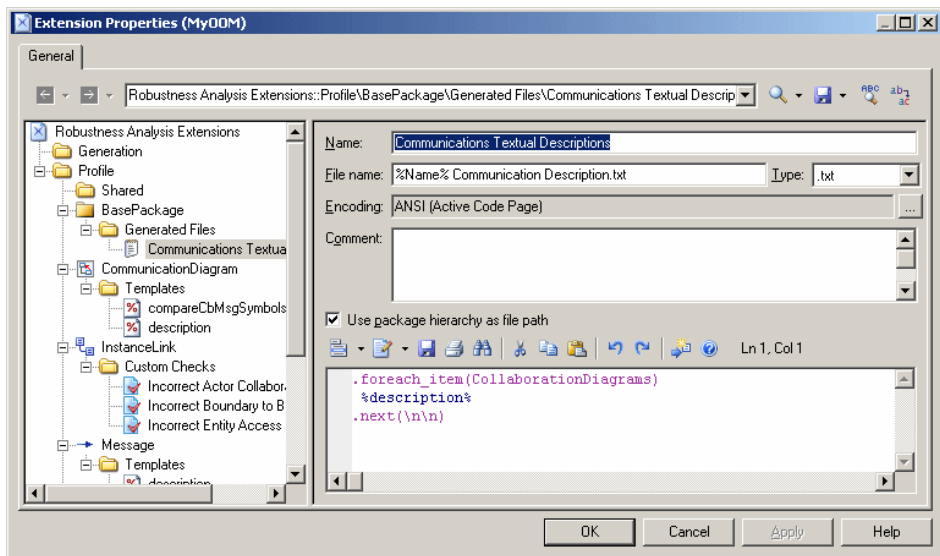 Extension Properties (MyOOM)
General
Robustness Analysis Extensions::Profile\BasePackage\Generated Files\Communications Textual Descrip
ABC
ab
ac
Robustness Analysis Extensions
Generation
Profile
Shared
BasePackage
Generated Files
Communications Textua
CommunicationDiagram
Templates
compareCbMsgSymbols
description
InstanceLink
Custom Checks
Incorrect Actor Collabor
Incorrect Boundary to B
Incorrect Entity Access
Message
Templates
description
Name: Communications Textual Descriptions
File name: %Name% Communication Description.txt Type: .txt
Encoding: ANSI (Active Code Page) ...
Comment:
Use package hierarchy as file path
Ln 1, Col 1
.foreach_item(CollaborationDiagrams)
%description%
.next(\n\n)
OK Cancel Apply Help